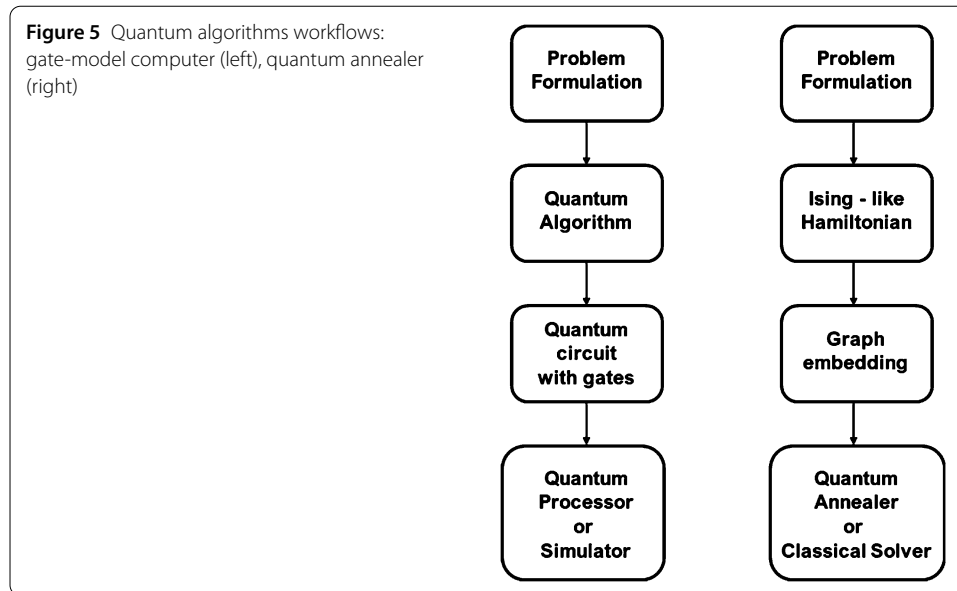 Figure 5 Quantum algorithms workflows:
gate-model computer (left), quantum annealer
(right)
Problem
Formulation
Quantum
Algorithm
Quantum
circuit
with gates
Quantum
Processor
or
Simulator
Problem
Formulation
Ising - like
Hamiltonian
Graph
embedding
Quantum
Annealer
or
Classical Solver